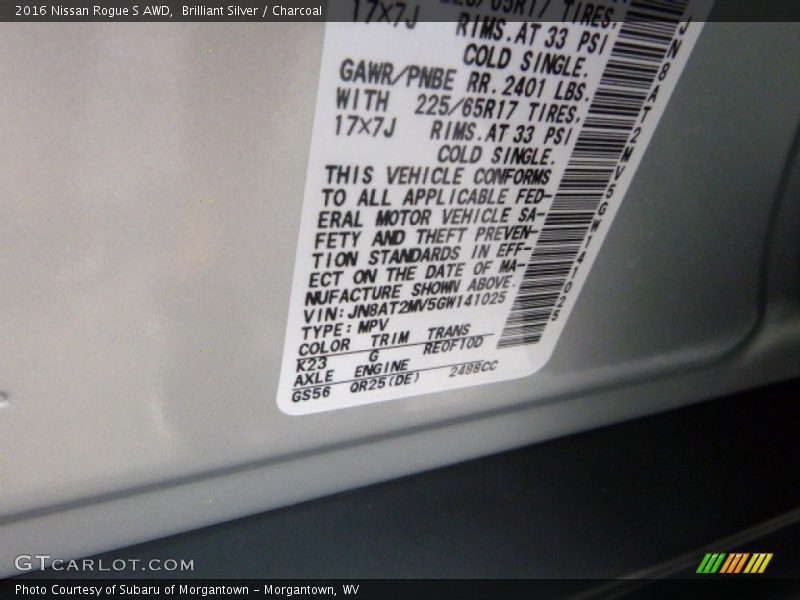 2016 Nissan Rogue S AWD, Brilliant Silver / Charcoal
225/65R17 TIRES,
17X7J RIMS.AT 33 PSI
COLD SINGLE.
GAWR/PNBE RR. 2401 LBS.
WITH 225/65R17 TIRES,
17X7J RIMS.AT 33 PSI
COLD SINGLE.
THIS VEHICLE CONFORMS
TO ALL APPLICABLE FED-
ERAL MOTOR VEHICLE SA-
FETY AND THEFT PREVEN-
TION STANDARDS IN EFF-
ECT ON THE DATE OF MA-
NUFACTURE SHOWN ABOVE.
VIN: JN8AT2MV5GW141025
TYPE: MPV
COLOR TRIM TRANS
K23 G RE0F10D
AXLE ENGINE
GS56 QR25(DE) 2488CC
JN8AT2MV5GW141025
GTCARLOT.COM
Photo Courtesy of Subaru of Morgantown - Morgantown, WV